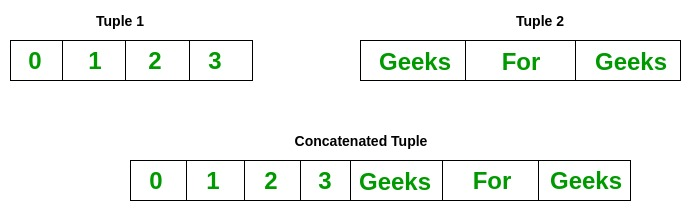 Tuple 1 Tuple 2
0 1 2 3 Geeks For Geeks
Concatenated Tuple
0 1 2 3 Geeks For Geeks